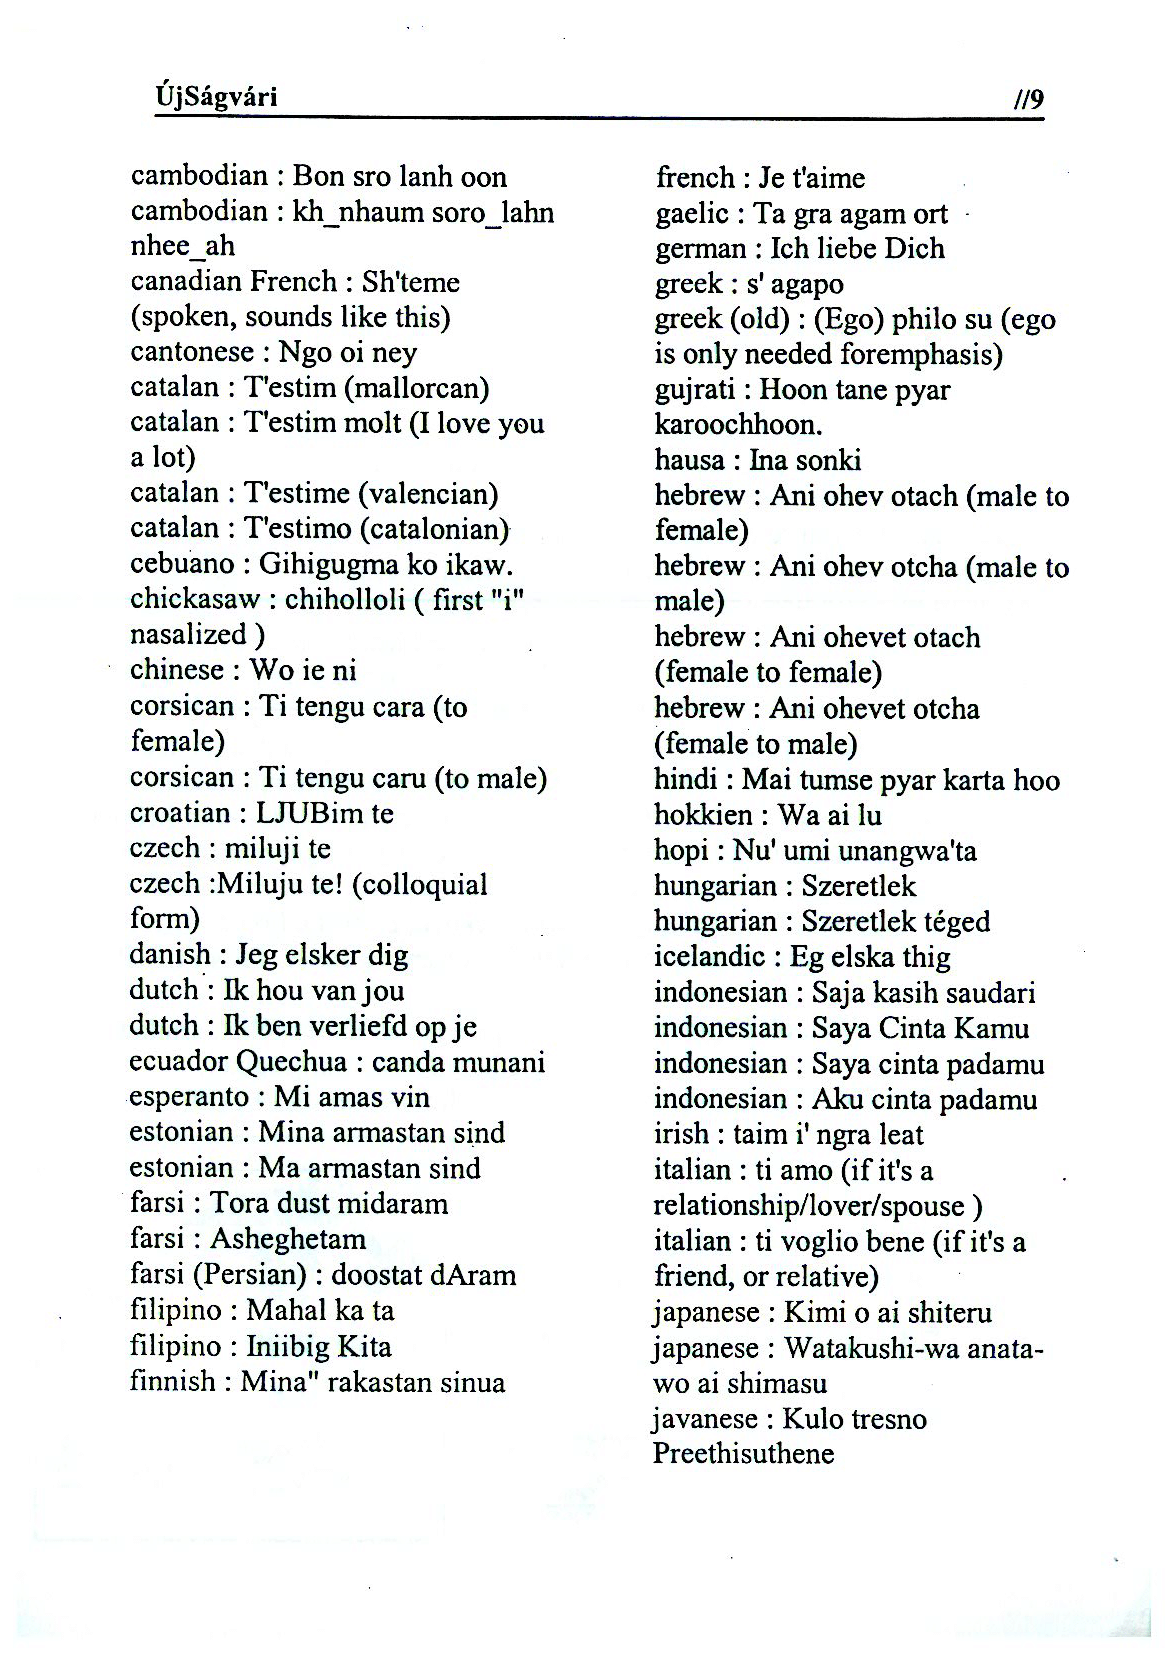 ÚjSágvári //9
cambodian : Bon sro lanh oon
cambodian : kh_nhaum soro_lahn
nhee_ah
canadian French : Sh'teme
(spoken, sounds like this)
cantonese : Ngo oi ney
catalan : T'estim (mallorcan)
catalan : T'estim molt (I love you
a lot)
catalan : T'estime (valencian)
catalan : T'estimo (catalonian)
cebuano : Gihigugma ko ikaw.
chickasaw : chiholloli ( first "i"
nasalized )
chinese : Wo ie ni
corsican : Ti tengu cara (to
female)
corsican : Ti tengu caru (to male)
croatian : LJUBim te
czech : miluji te
czech :Miluju te! (colloquial
form)
danish : Jeg elsker dig
dutch : Ik hou van jou
dutch : Ik ben verliefd op je
ecuador Quechua : canda munani
esperanto : Mi amas vin
estonian : Mina armastan sind
estonian : Ma armastan sind
farsi : Tora dust midaram
farsi : Asheghetam
farsi (Persian) : doostat dAram
filipino : Mahal ka ta
filipino : Iniibig Kita
finnish : Mina" rakastan sinua
french : Je t'aime
gaelic : Ta gra agam ort
german : Ich liebe Dich
greek : s' agapo
greek (old) : (Ego) philo su (ego
is only needed foremphasis)
gujrati : Hoon tane pyar
karoochhoon.
hausa : Ina sonki
hebrew : Ani ohev otach (male to
female)
hebrew : Ani ohev otcha (male to
male)
hebrew : Ani ohevet otach
(female to female)
hebrew : Ani ohevet otcha
(female to male)
hindi : Mai tumse pyar karta hoo
hokkien : Wa ai lu
hopi : Nu' umi unangwa'ta
hungarian : Szeretlek
hungarian : Szeretlek téged
icelandic : Eg elska thig
indonesian : Saja kasih saudari
indonesian : Saya Cinta Kamu
indonesian : Saya cinta padamu
indonesian : Aku cinta padamu
irish : taim i' ngra leat
italian : ti amo (if it's a
relationship/lover/spouse )
italian : ti voglio bene (if it's a
friend, or relative)
japanese : Kimi o ai shiteru
japanese : Watakushi-wa anata-
wo ai shimasu
javanese : Kulo tresno
Preethisuthene